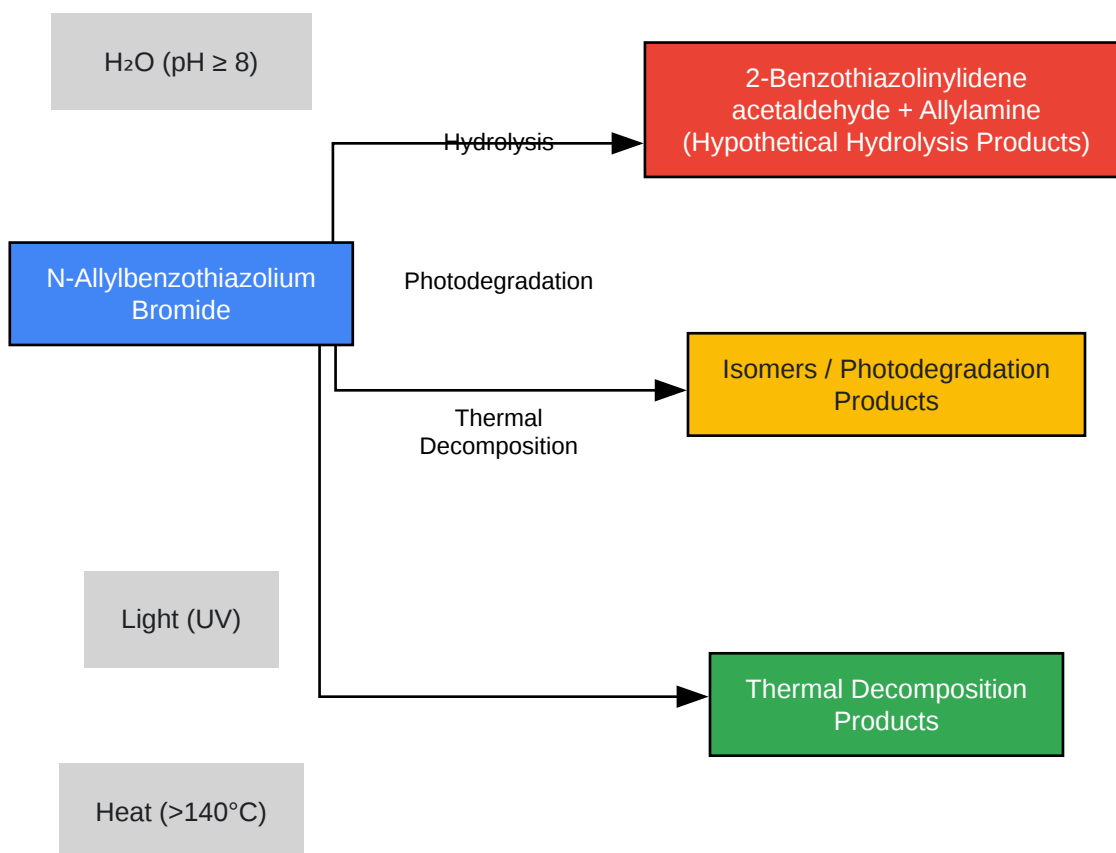 H₂O (pH ≥ 8)
2-Benzothiazolinylidene
acetaldehyde + Allylamine
(Hypothetical Hydrolysis Products)
Hydrolysis
N-Allylbenzothiazolium
Bromide
Photodegradation
Isomers / Photodegradation
Products
Thermal
Decomposition
Light (UV)
Thermal Decomposition
Products
Heat (>140°C)